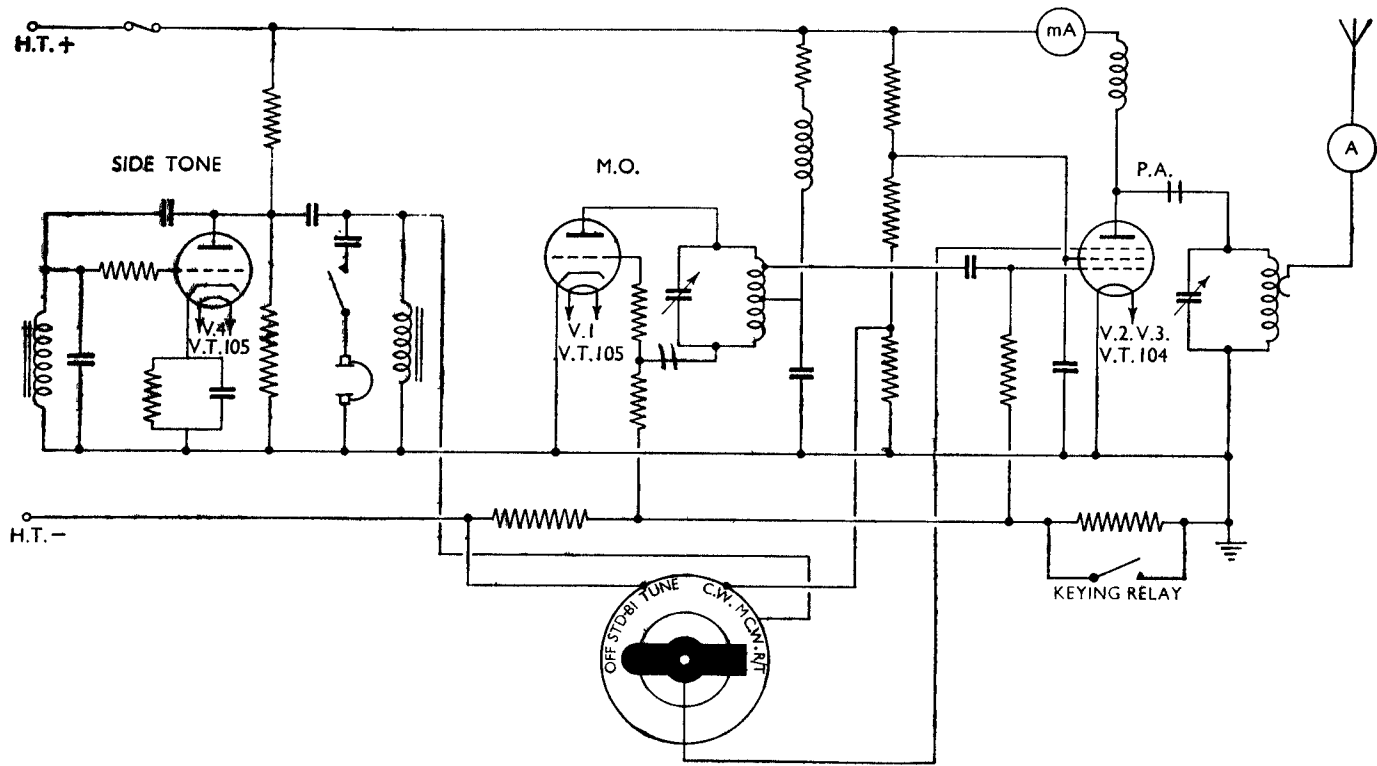 H.T.+
mA
A
SIDE TONE
M.O.
P.A.
V.4
V.T.105
V.1
V.T.105
V.2. V.3.
V.T. 104
H.T.−
KEYING RELAY
OFF STD-BI TUNE C.W. M.C.W. R/T